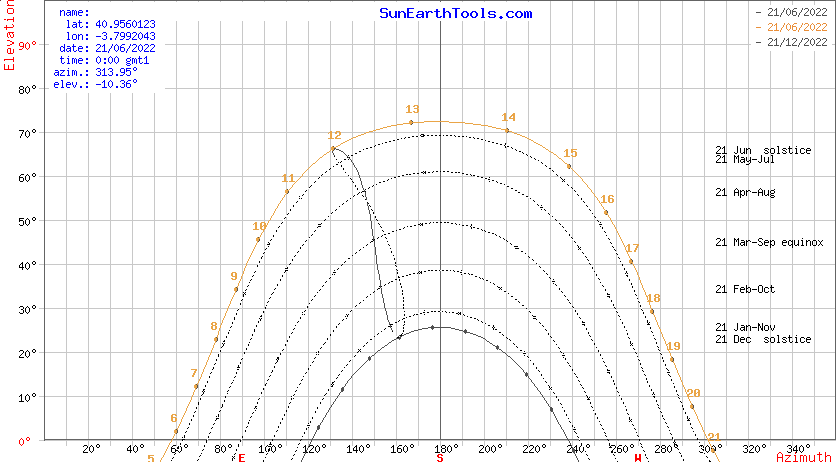 SunEarthTools.com
name:
lat: 40.9560123
lon: -3.7992043
date: 21/06/2022
time: 0:00 gmt1
azim.: 313.95°
elev.: -10.36°
- 21/06/2022
- 21/06/2022
- 21/12/2022
Elevation
90°
80°
70°
60°
50°
40°
30°
20°
10°
0°
5
6
7
8
9
10
11
12
13
14
15
16
17
18
19
20
21
21 Jun solstice
21 May-Jul
21 Apr-Aug
21 Mar-Sep equinox
21 Feb-Oct
21 Jan-Nov
21 Dec solstice
20° 40° 60° 80° 100° 120° 140° 160° 180° 200° 220° 240° 260° 280° 300° 320° 340°
E S W Azimuth